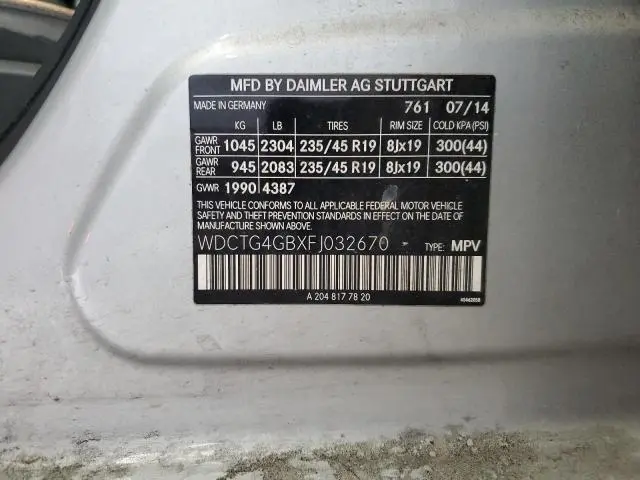 MFD BY DAIMLER AG STUTTGART
MADE IN GERMANY 761 07/14
KG LB TIRES RIM SIZE COLD KPA (PSI)
GAWR FRONT 1045 2304 235/45 R19 8Jx19 300(44)
GAWR REAR 945 2083 235/45 R19 8Jx19 300(44)
GVWR 1990 4387
THIS VEHICLE CONFORMS TO ALL APPLICABLE FEDERAL MOTOR VEHICLE
SAFETY, BUMPER AND THEFT PREVENTION STANDARDS IN EFFECT ON DATE OF
MANUFACTURE SHOWN ABOVE.
WDCTG4GBXFJ032670 TYPE: MPV
A 204 817 78 20